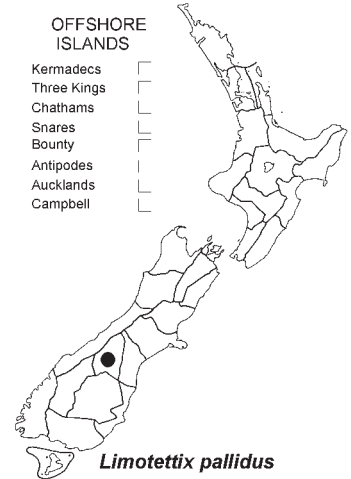 OFFSHORE
ISLANDS
Kermadecs
Three Kings
Chathams
Snares
Bounty
Antipodes
Aucklands
Campbell
Limotettix pallidus